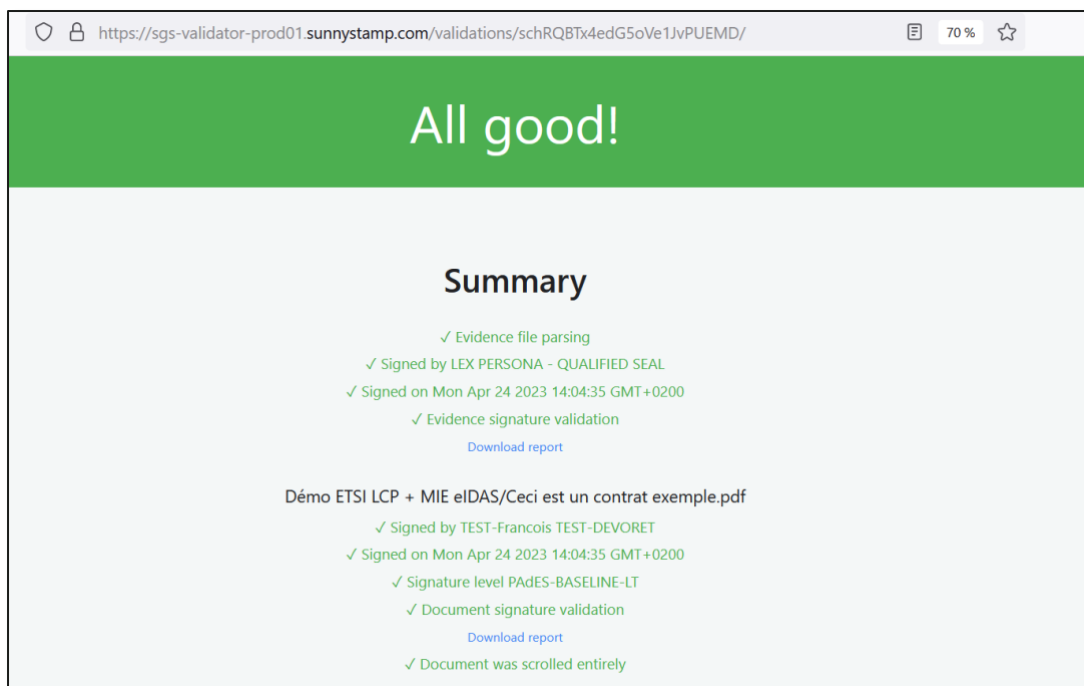 https://sgs-validator-prod01.sunnystamp.com/validations/schRQBTx4edG5oVe1JvPUEMD/ 70 %
All good!
Summary
✓ Evidence file parsing
✓ Signed by LEX PERSONA - QUALIFIED SEAL
✓ Signed on Mon Apr 24 2023 14:04:35 GMT+0200
✓ Evidence signature validation
Download report
Démo ETSI LCP + MIE eIDAS/Ceci est un contrat exemple.pdf
✓ Signed by TEST-Francois TEST-DEVORET
✓ Signed on Mon Apr 24 2023 14:04:35 GMT+0200
✓ Signature level PAdES-BASELINE-LT
✓ Document signature validation
Download report
✓ Document was scrolled entirely